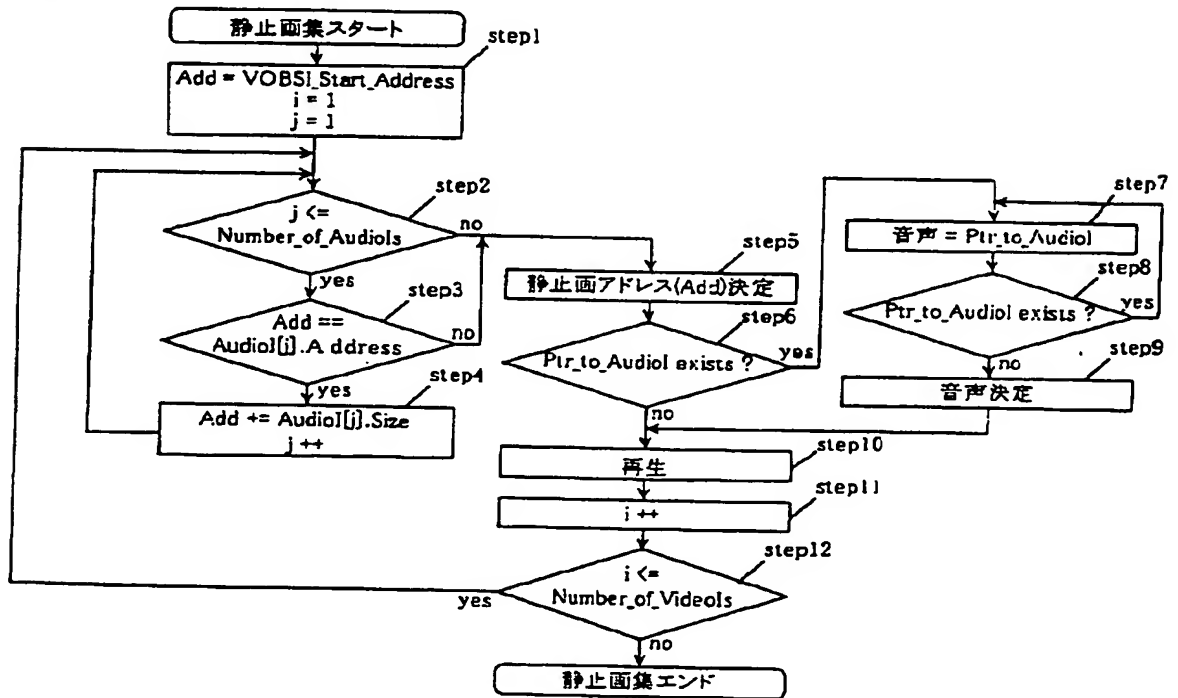 静止画集スタート
step1
Add = VOBSI_Start_Address
i = 1
j = 1
step2
j <=
Number_of_AudioIs
no
yes
step3
Add ==
AudioI[j].A ddress
no
yes
step4
Add += AudioI[j].Size
j ++
step5
静止画アドレス(Add)決定
step6
Ptr_to_AudioI exists ?
yes
no
step7
音声 = Ptr_to_AudioI
step8
Ptr_to_AudioI exists ?
yes
no
step9
音声決定
step10
再生
step11
i ++
step12
i <=
Number_of_VideoIs
yes
no
静止画集エンド